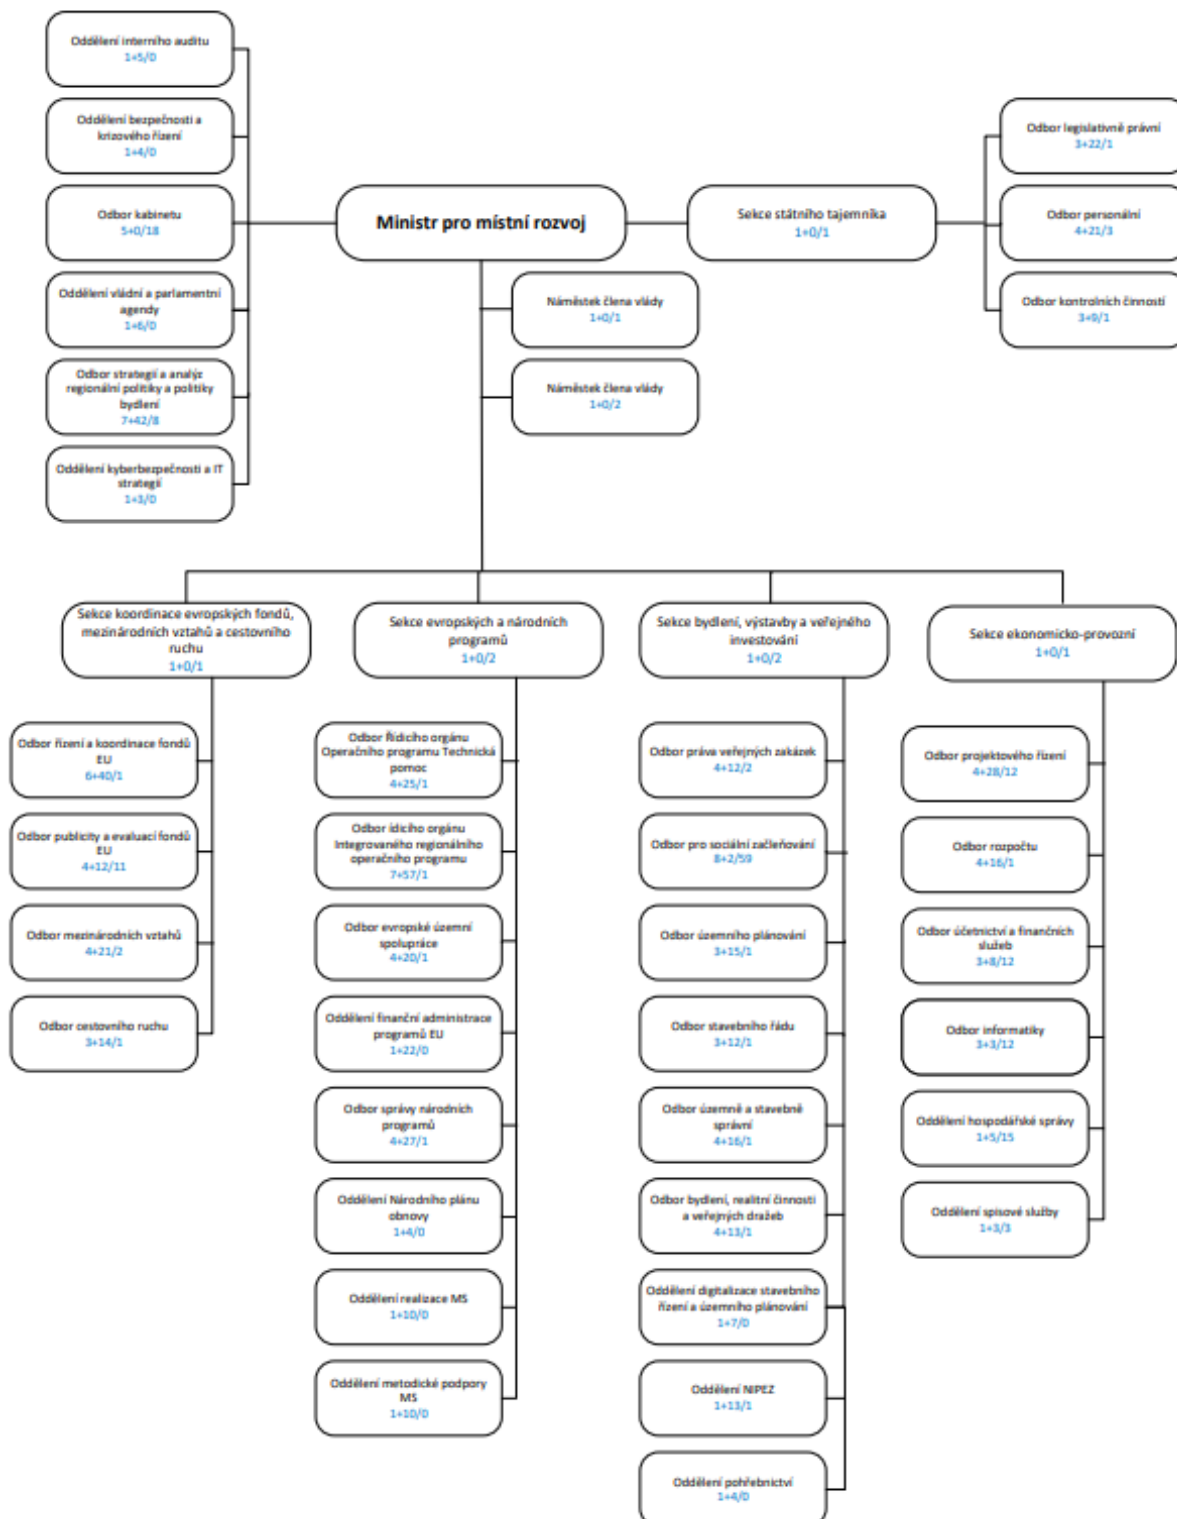 Oddělení interního auditu
1+5/0
Oddělení bezpečnosti a
krizového řízení
1+4/0
Odbor kabinetu
5+0/18
Oddělení vládní a parlamentní
agendy
1+6/0
Odbor strategií a analýz
regionální politiky a politiky
bydlení
7+42/8
Oddělení kyberbezpečnosti a IT
strategií
1+3/0
Ministr pro místní rozvoj
Sekce státního tajemníka
1+0/1
Odbor legislativně právní
3+22/1
Odbor personální
4+21/3
Odbor kontrolních činností
3+9/1
Náměstek člena vlády
1+0/1
Náměstek člena vlády
1+0/2
Sekce koordinace evropských fondů,
mezinárodních vztahů a cestovního
ruchu
1+0/1
Odbor řízení a koordinace fondů
EU
6+40/1
Odbor publicity a evaluací fondů
EU
4+12/11
Odbor mezinárodních vztahů
4+21/2
Odbor cestovního ruchu
3+14/1
Sekce evropských a národních
programů
1+0/2
Odbor Řídicího orgánu
Operačního programu Technická
pomoc
4+25/1
Odbor ídicího orgánu
Integrovaného regionálního
operačního programu
7+57/1
Odbor evropské územní
spolupráce
4+20/1
Oddělení finanční administrace
programů EU
1+22/0
Odbor správy národních
programů
4+27/1
Oddělení Národního plánu
obnovy
1+4/0
Oddělení realizace MS
1+10/0
Oddělení metodické podpory
MS
1+10/0
Sekce bydlení, výstavby a veřejného
investování
1+0/2
Odbor práva veřejných zakázek
4+12/2
Odbor pro sociální začleňování
8+2/59
Odbor územního plánování
3+15/1
Odbor stavebního řádu
3+12/1
Odbor územně a stavebně
správní
4+16/1
Odbor bydlení, realitní činnosti
a veřejných dražeb
4+13/1
Oddělení digitalizace stavebního
řízení a územního plánování
1+7/0
Oddělení NIPEZ
1+13/1
Oddělení pohřebnictví
1+4/0
Sekce ekonomicko-provozní
1+0/1
Odbor projektového řízení
4+28/12
Odbor rozpočtu
4+16/1
Odbor účetnictví a finančních
služeb
3+8/12
Odbor informatiky
3+3/12
Oddělení hospodářské správy
1+5/15
Oddělení spisové služby
1+3/3